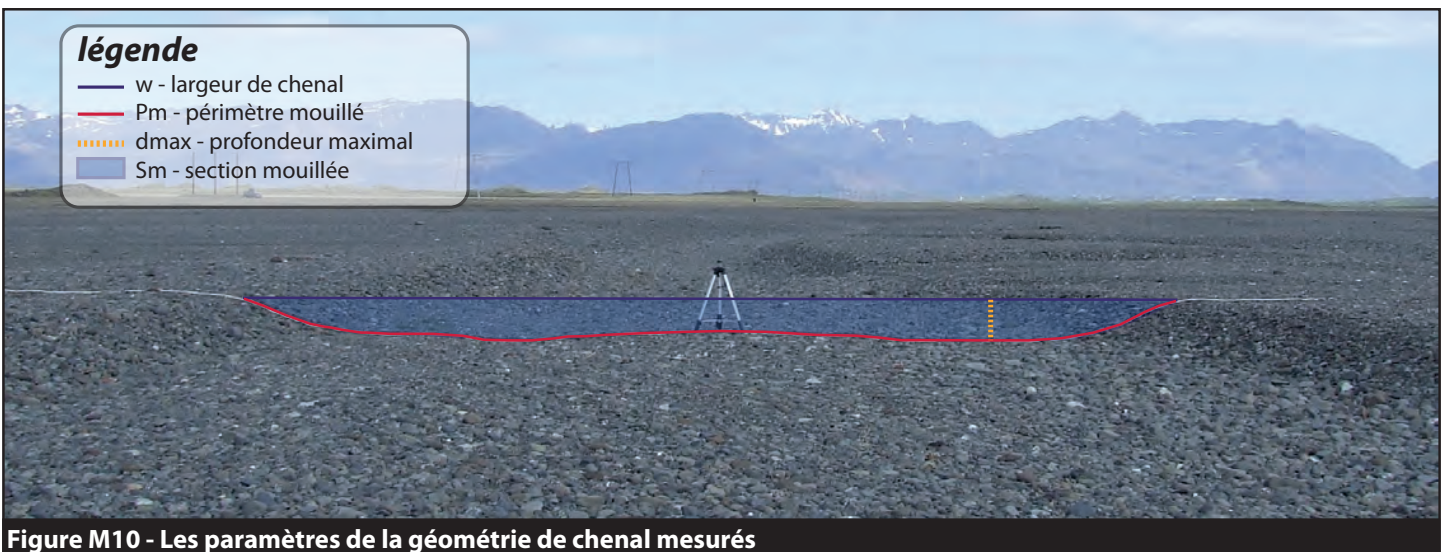 légende
w - largeur de chenal
Pm - périmètre mouillé
dmax - profondeur maximal
Sm - section mouillée
Figure M10 - Les paramètres de la géométrie de chenal mesurés